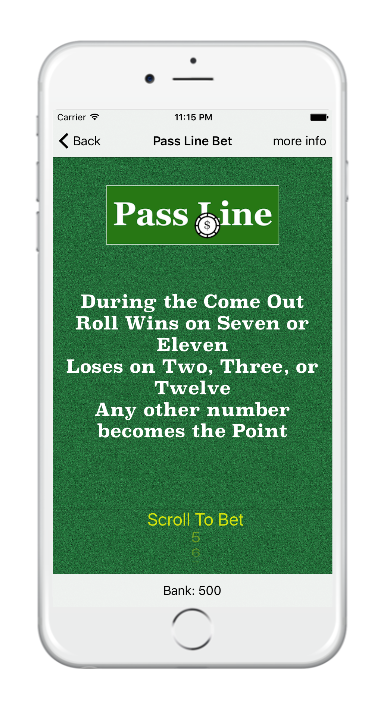 Carrier 11:15 PM
Back Pass Line Bet more info
Pass Line
$
During the Come Out
Roll Wins on Seven or
Eleven
Loses on Two, Three, or
Twelve
Any other number
becomes the Point
Scroll To Bet
5
6
Bank: 500